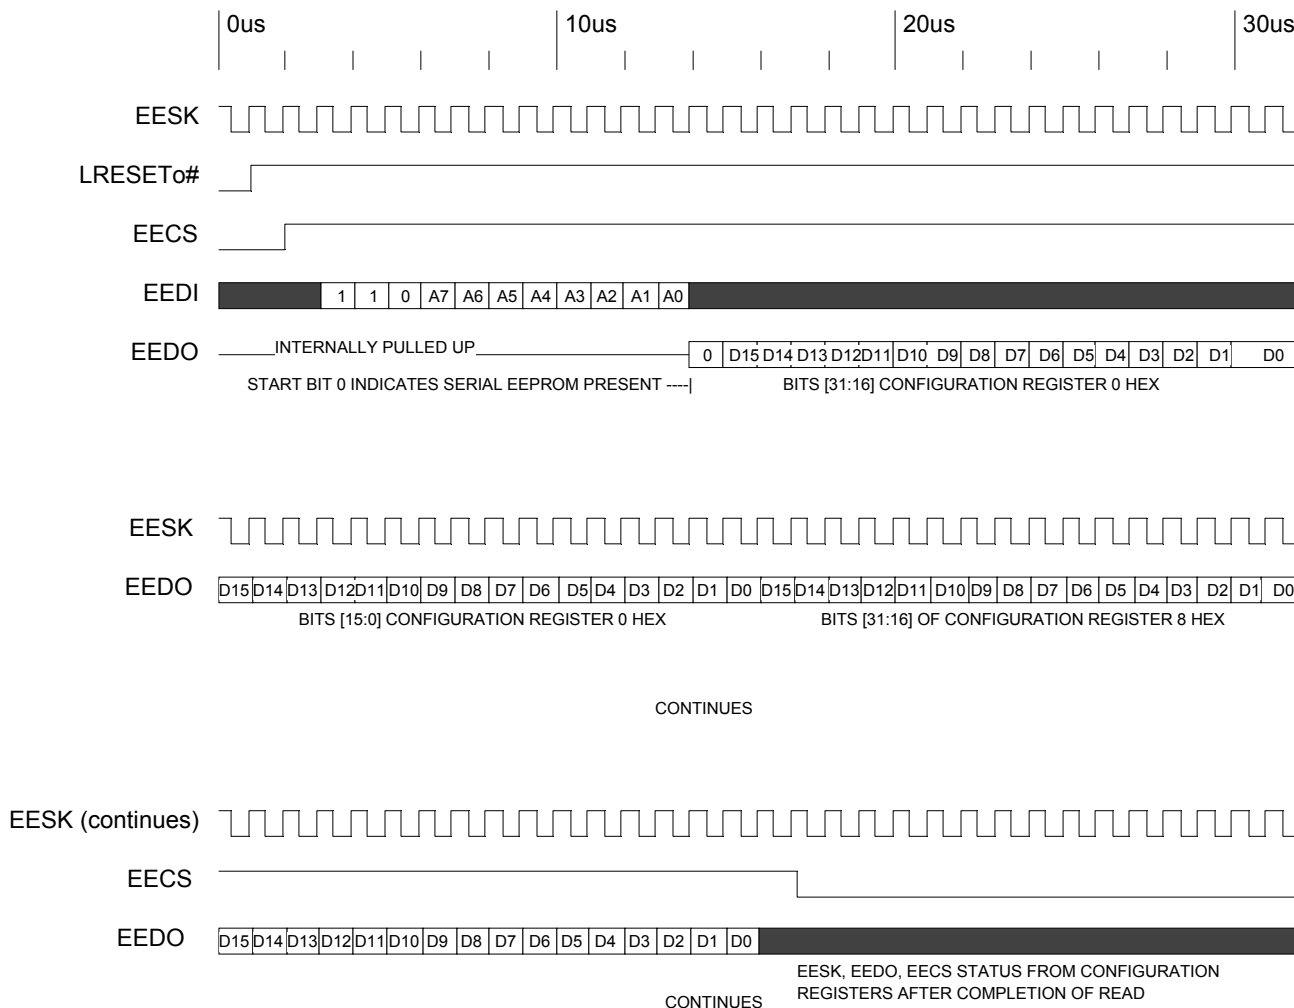 0us 10us 20us 30us
EESK
LRESETo#
EECS
EEDI 1 1 0 A7 A6 A5 A4 A3 A2 A1 A0
EEDO INTERNALLY PULLED UP 0 D15 D14 D13 D12 D11 D10 D9 D8 D7 D6 D5 D4 D3 D2 D1 D0
START BIT 0 INDICATES SERIAL EEPROM PRESENT ----| BITS [31:16] CONFIGURATION REGISTER 0 HEX
EESK
EEDO D15 D14 D13 D12 D11 D10 D9 D8 D7 D6 D5 D4 D3 D2 D1 D0 D15 D14 D13 D12 D11 D10 D9 D8 D7 D6 D5 D4 D3 D2 D1 D0
BITS [15:0] CONFIGURATION REGISTER 0 HEX BITS [31:16] OF CONFIGURATION REGISTER 8 HEX
CONTINUES
EESK (continues)
EECS
EEDO D15 D14 D13 D12 D11 D10 D9 D8 D7 D6 D5 D4 D3 D2 D1 D0
EESK, EEDO, EECS STATUS FROM CONFIGURATION
REGISTERS AFTER COMPLETION OF READ
CONTINUES